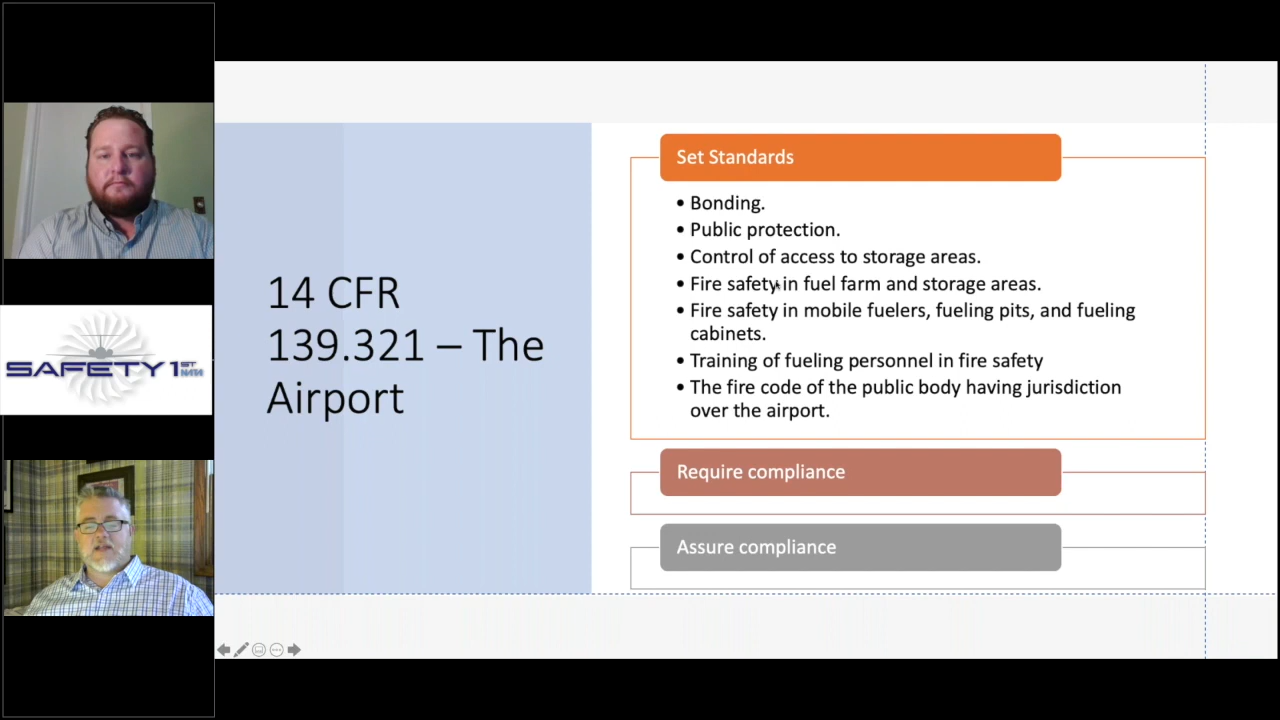 SAFETY 1ST
NATA
14 CFR
139.321 – The
Airport
Set Standards
• Bonding.
• Public protection.
• Control of access to storage areas.
• Fire safety in fuel farm and storage areas.
• Fire safety in mobile fuelers, fueling pits, and fueling
cabinets.
• Training of fueling personnel in fire safety
• The fire code of the public body having jurisdiction
over the airport.
Require compliance
Assure compliance